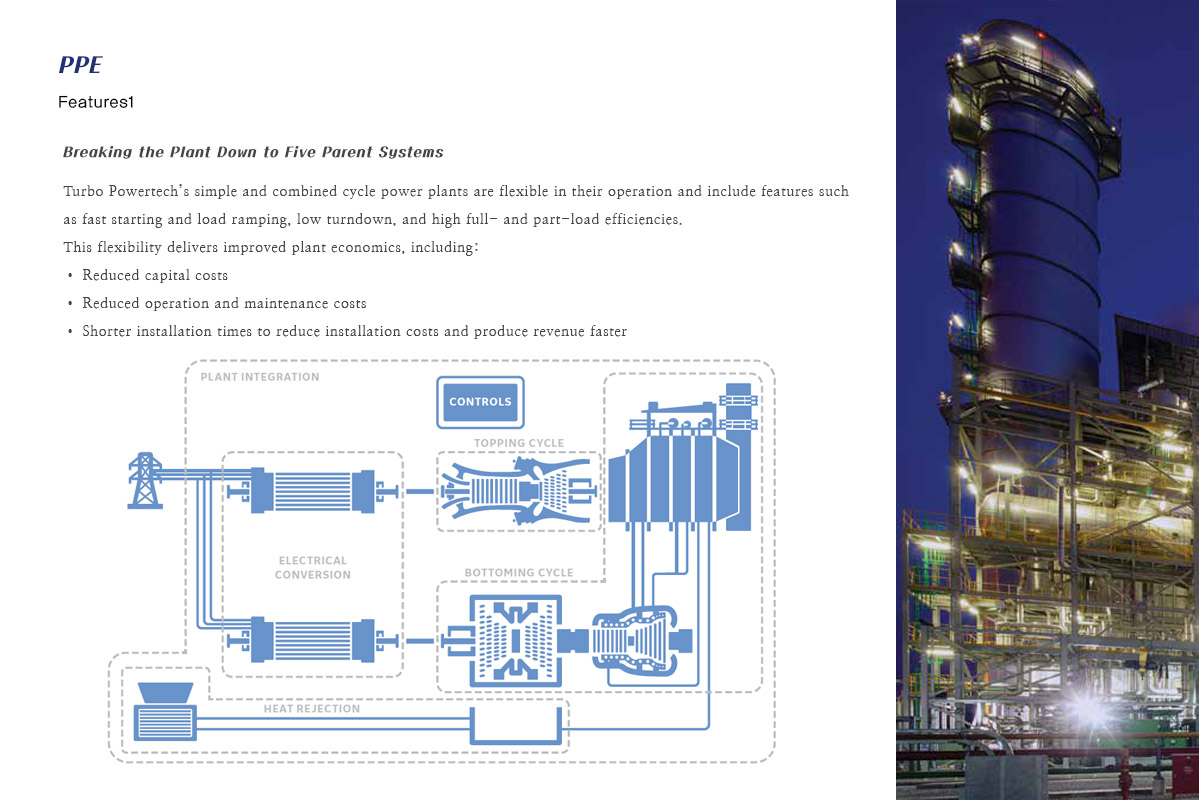 PPE
Features1
Breaking the Plant Down to Five Parent Systems
Turbo Powertech's simple and combined cycle power plants are flexible in their operation and include features such
as fast starting and load ramping, low turndown, and high full- and part-load efficiencies.
This flexibility delivers improved plant economics, including:
• Reduced capital costs
• Reduced operation and maintenance costs
• Shorter installation times to reduce installation costs and produce revenue faster
PLANT INTEGRATION
CONTROLS
TOPPING CYCLE
ELECTRICAL
CONVERSION
BOTTOMING CYCLE
HEAT REJECTION